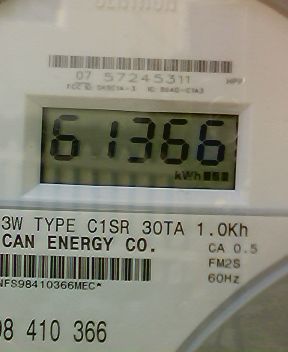 07 57245311
61366
kWh
3W TYPE C1SR 30TA 1.0Kh
CAN ENERGY CO.
CA 0.5
FM2S
60Hz
NFS98410366MEC*
98 410 366